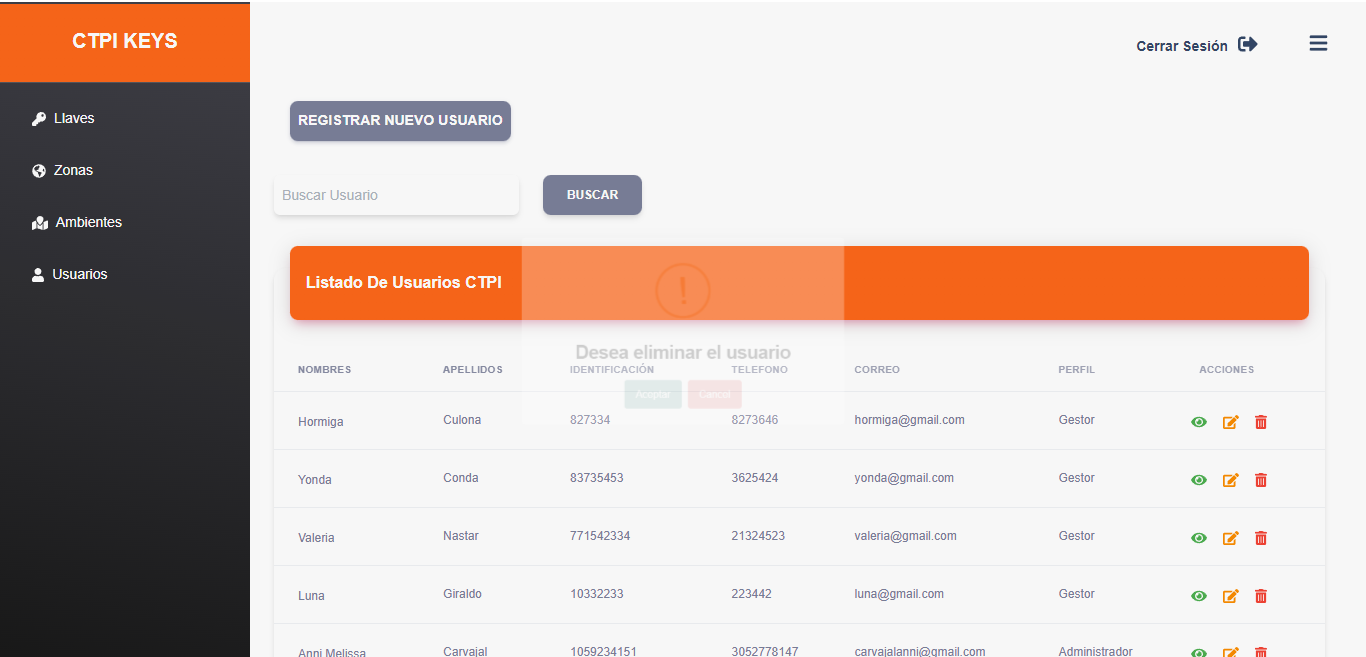 CTPI KEYS
Cerrar Sesión
Llaves
Zonas
Ambientes
Usuarios
REGISTRAR NUEVO USUARIO
Buscar Usuario
BUSCAR
Listado De Usuarios CTPI
!
Desea eliminar el usuario
Aceptar Cancel
NOMBRES APELLIDOS IDENTIFICACIÓN TELEFONO CORREO PERFIL ACCIONES
Hormiga Culona 827334 8273646 hormiga@gmail.com Gestor
Yonda Conda 83735453 3625424 yonda@gmail.com Gestor
Valeria Nastar 771542334 21324523 valeria@gmail.com Gestor
Luna Giraldo 10332233 223442 luna@gmail.com Gestor
Anni Melissa Carvajal 1059234151 3052778147 carvajalanni@gmail.com Administrador